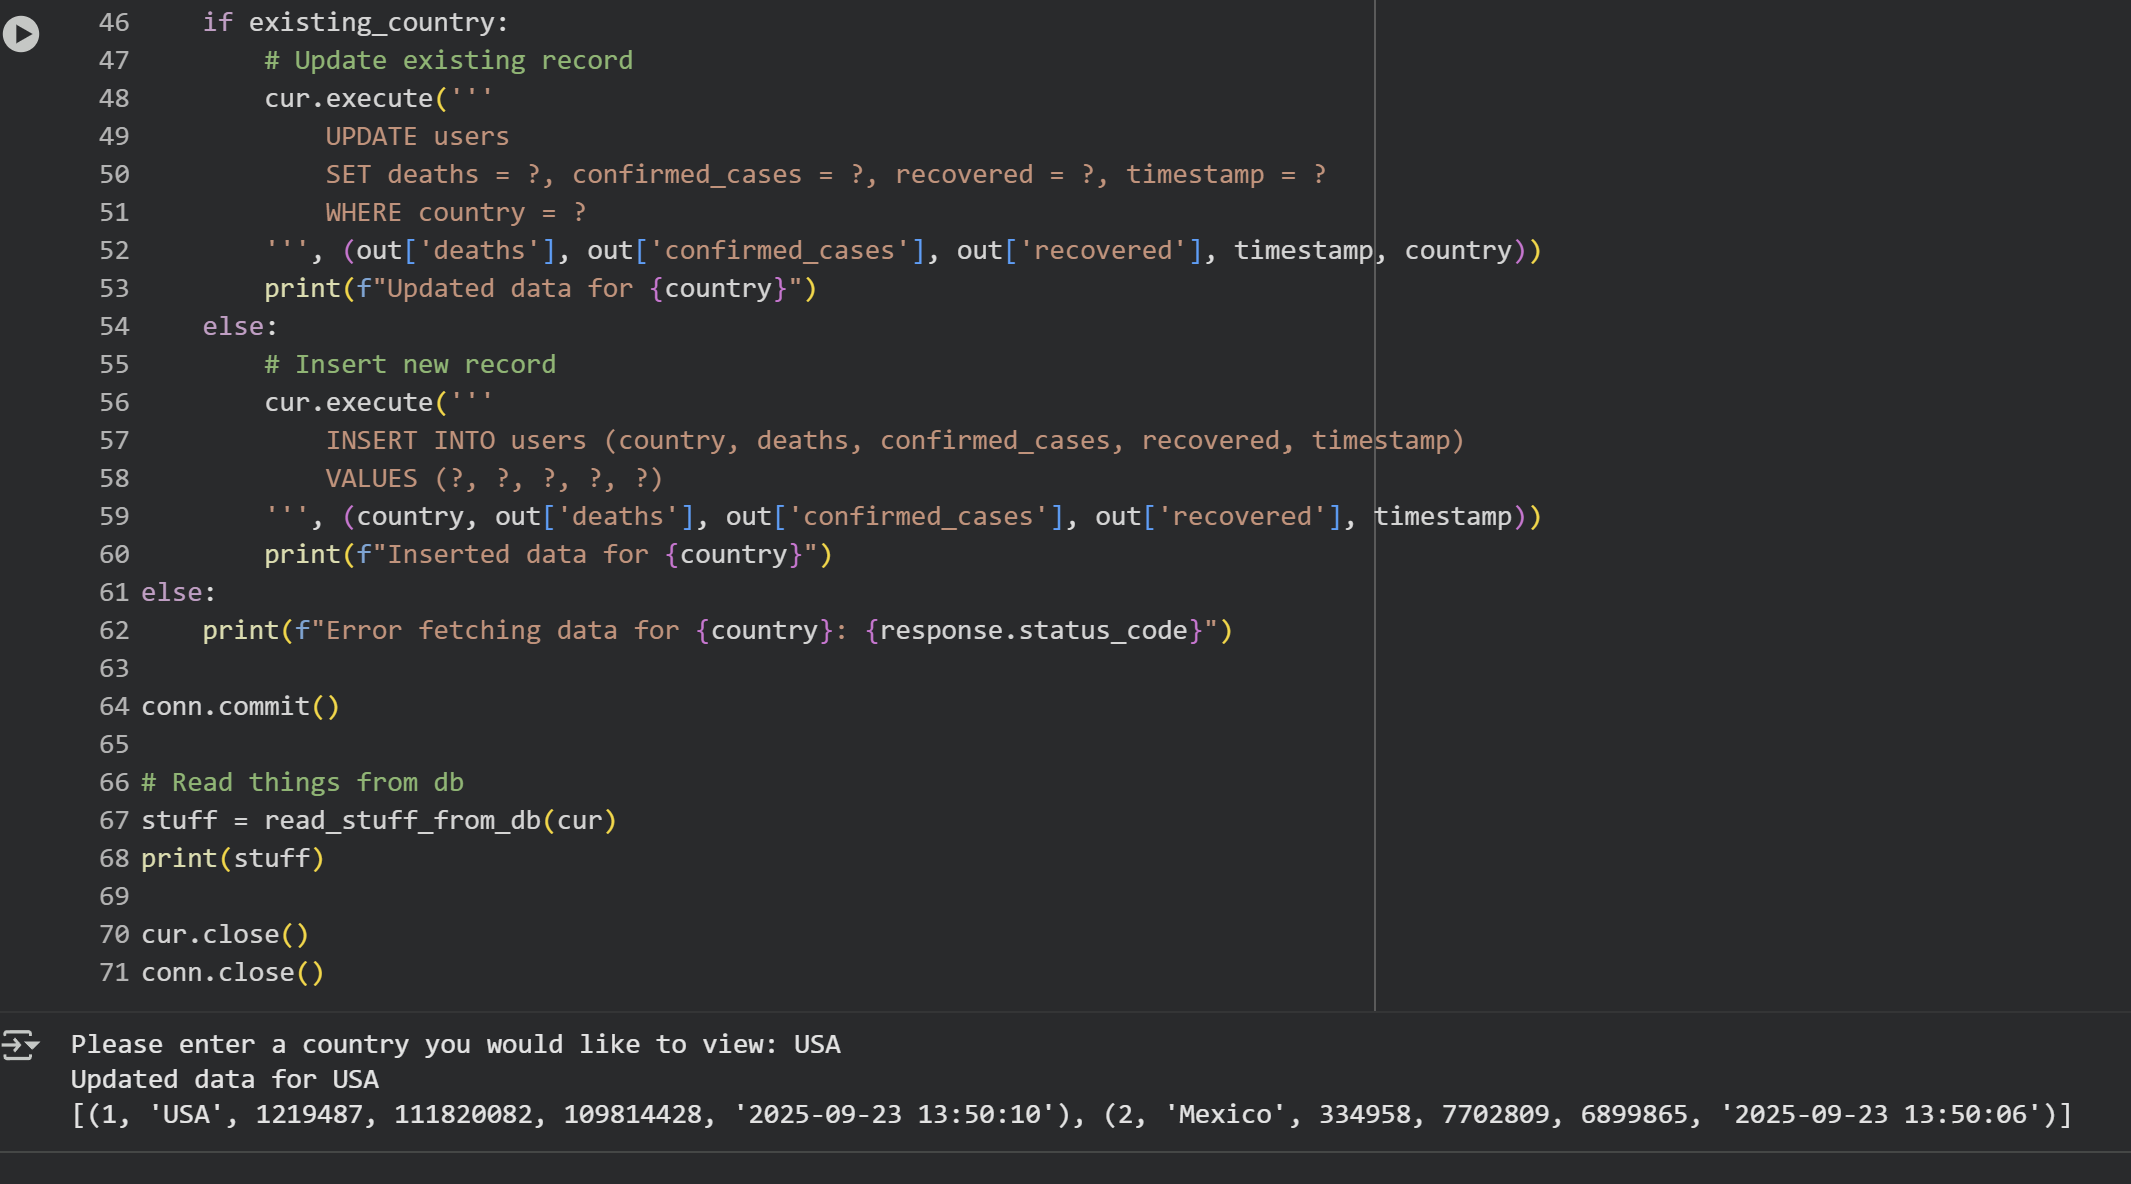 46     if existing_country:
47         # Update existing record
48         cur.execute('''
49             UPDATE users
50             SET deaths = ?, confirmed_cases = ?, recovered = ?, timestamp = ?
51             WHERE country = ?
52         ''', (out['deaths'], out['confirmed_cases'], out['recovered'], timestamp, country))
53         print(f"Updated data for {country}")
54     else:
55         # Insert new record
56         cur.execute('''
57             INSERT INTO users (country, deaths, confirmed_cases, recovered, timestamp)
58             VALUES (?, ?, ?, ?, ?)
59         ''', (country, out['deaths'], out['confirmed_cases'], out['recovered'], timestamp))
60         print(f"Inserted data for {country}")
61 else:
62     print(f"Error fetching data for {country}: {response.status_code}")
63
64 conn.commit()
65
66 # Read things from db
67 stuff = read_stuff_from_db(cur)
68 print(stuff)
69
70 cur.close()
71 conn.close()
Please enter a country you would like to view: USA
Updated data for USA
[(1, 'USA', 1219487, 111820082, 109814428, '2025-09-23 13:50:10'), (2, 'Mexico', 334958, 7702809, 6899865, '2025-09-23 13:50:06')]